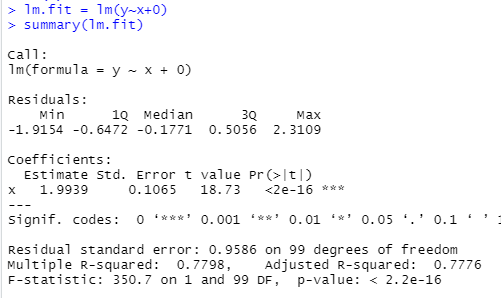 > lm.fit = lm(y~x+0)
> summary(lm.fit)
Call:
lm(formula = y ~ x + 0)
Residuals:
    Min      1Q  Median      3Q     Max
-1.9154 -0.6472 -0.1771  0.5056  2.3109
Coefficients:
  Estimate Std. Error t value Pr(>|t|)
x   1.9939     0.1065   18.73   <2e-16 ***
---
Signif. codes:  0 ‘***’ 0.001 ‘**’ 0.01 ‘*’ 0.05 ‘.’ 0.1 ‘ ’
Residual standard error: 0.9586 on 99 degrees of freedom
Multiple R-squared:  0.7798,    Adjusted R-squared:  0.7776
F-statistic: 350.7 on 1 and 99 DF,  p-value: < 2.2e-16